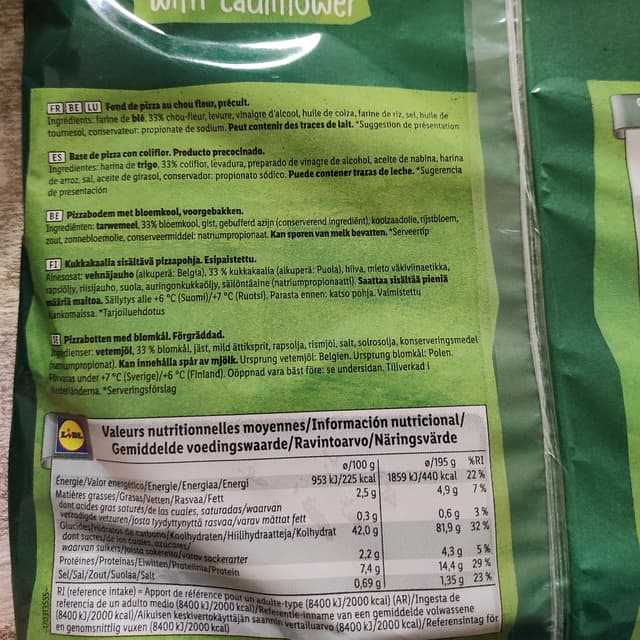 with cauliflower
FR BE LU Fond de pizza au chou fleur, précuit.
Ingrédients: farine de blé, 33% chou-fleur, levure, vinaigre d'alcool, huile de colza, farine de riz, sel, huile de
tournesol, conservateur: propionate de sodium. Peut contenir des traces de lait. *Suggestion de présentation
ES Base de pizza con coliflor. Producto precocinado.
Ingredientes: harina de trigo, 33% coliflor, levadura, preparado de vinagre de alcohol, aceite de nabina, harina
de arroz, sal, aceite de girasol, conservador: propionato sódico. Puede contener trazas de leche. *Sugerencia
de presentación
BE Pizzabodem met bloemkool, voorgebakken.
Ingrediënten: tarwemeel, 33% bloemkool, gist, gebufferd azijn (conserverend ingrediënt), koolzaadolie, rijstbloem,
zout, zonnebloemolie, conserveermiddel: natriumpropionaat. Kan sporen van melk bevatten. *Serveertip
FI Kukkakaalia sisältävä pizzapohja. Esipaistettu.
Ainesosat: vehnäjauho (alkuperä: Belgia), 33 % kukkakaalia (alkuperä: Puola), hiiva, mieto väkiviinaetikka,
rapsiöljy, riisijauho, suola, auringonkukkaöljy, säilöntäaine (natriumpropionaatti). Saattaa sisältää pieniä
määriä maitoa. Säilytys alle +6 °C (Suomi)/+7 °C (Ruotsi). Parasta ennen: katso pohja. Valmistettu
Alankomaissa. *Tarjoiluehdotus
SE Pizzabotten med blomkål. Förgräddad.
Ingredienser: vetemjöl, 33 % blomkål, jäst, mild ättiksprit, rapsolja, rismjöl, salt, solrosolja, konserveringsmedel
(natriumpropionat). Kan innehålla spår av mjölk. Ursprung vetemjöl: Belgien. Ursprung blomkål: Polen.
Förvaras under +7 °C (Sverige)/+6 °C (Finland). Oöppnad vara bäst före: se undersidan. Tillverkad i
Nederländerna. *Serveringsförslag
LIDL
Valeurs nutritionnelles moyennes/Información nutricional/
Gemiddelde voedingswaarde/Ravintoarvo/Näringsvärde
ø/100 g ø/195 g %RI
Énergie/Valor energético/Energie/Energiaa/Energi 953 kJ/225 kcal 1859 kJ/440 kcal 22 %
Matières grasses/Grasas/Vetten/Rasvaa/Fett 2,5 g 4,9 g 7 %
dont acides gras saturés/de las cuales, saturadas/waarvan
verzadigde vetzuren/josta tyydyttynyttä rasvaa/varav mättat fett 0,3 g 0,6 g 3 %
Glucides/Hidratos de carbono/Koolhydraten/Hiilihydraatteja/Kolhydrat 42,0 g 81,9 g 32 %
dont sucres/de los cuales, azúcares/
waarvan suikers/josta sokereita/varav sockerarter 2,2 g 4,3 g 5 %
Protéines/Proteínas/Eiwitten/Proteiinia/Protein 7,4 g 14,4 g 29 %
Sel/Sal/Zout/Suolaa/Salt 0,69 g 1,35 g 23 %
RI (reference intake) = Apport de référence pour un adulte-type (8400 kJ/2000 kcal) (AR)/Ingesta de
referencia de un adulto medio (8400 kJ/2000 kcal)/Referentie-inname van een gemiddelde volwassene
(8400 kJ/2000 kcal)/Aikuisen keskivertokäyttäjän saannin vertailuarvo (8400 kJ/2000 kcal)/Referensintag för
en genomsnittlig vuxen (8400 kJ/2000 kcal)